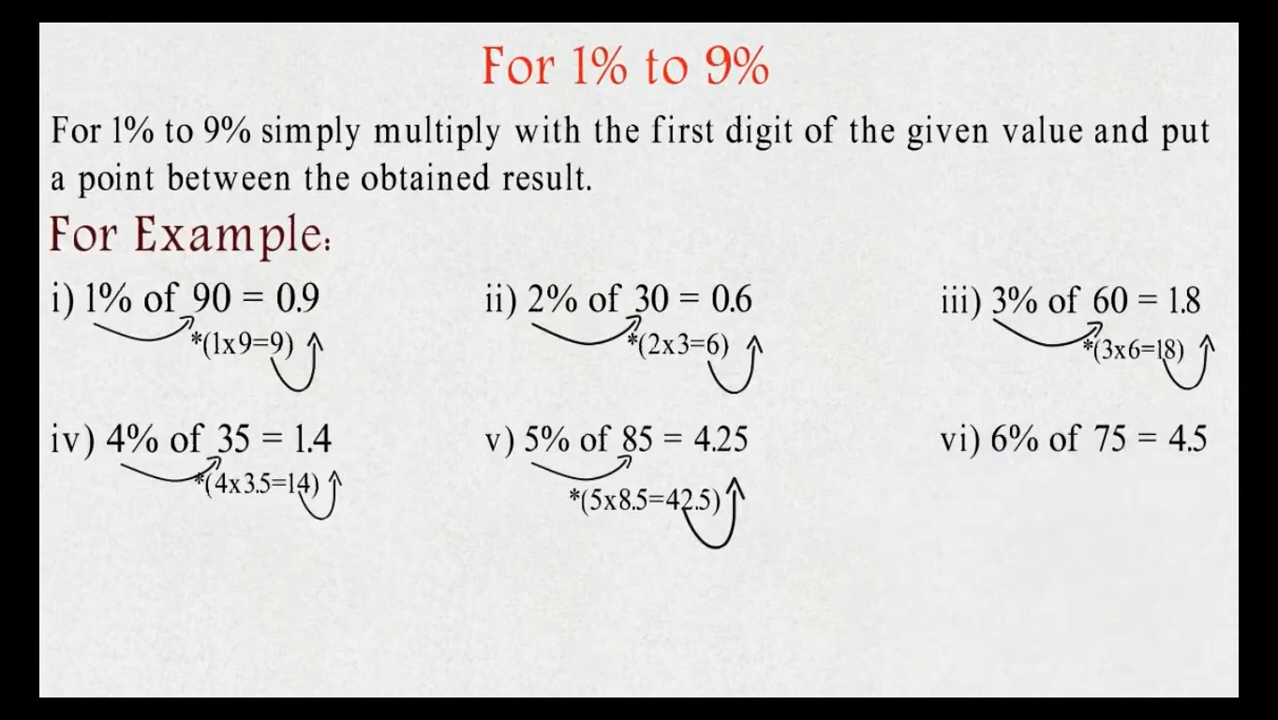 For 1% to 9%
For 1% to 9% simply multiply with the first digit of the given value and put
a point between the obtained result.
For Example:
i) 1% of 90 = 0.9
*(1x9=9)
ii) 2% of 30 = 0.6
*(2x3=6)
iii) 3% of 60 = 1.8
*(3x6=18)
iv) 4% of 35 = 1.4
*(4x3.5=14)
v) 5% of 85 = 4.25
*(5x8.5=42.5)
vi) 6% of 75 = 4.5